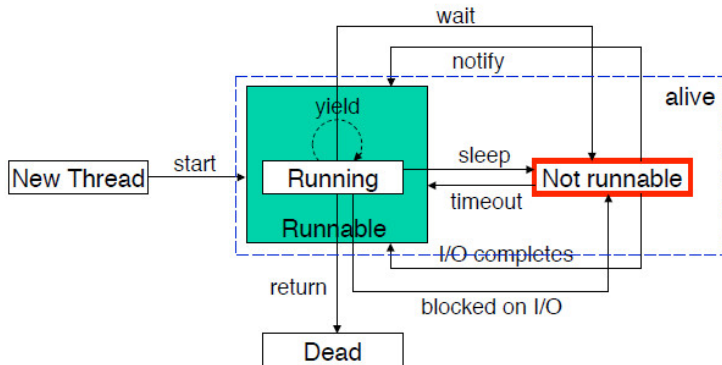 wait
notify
alive
yield
start
sleep
New Thread
Running
Not runnable
timeout
Runnable
I/O completes
return
blocked on I/O
Dead